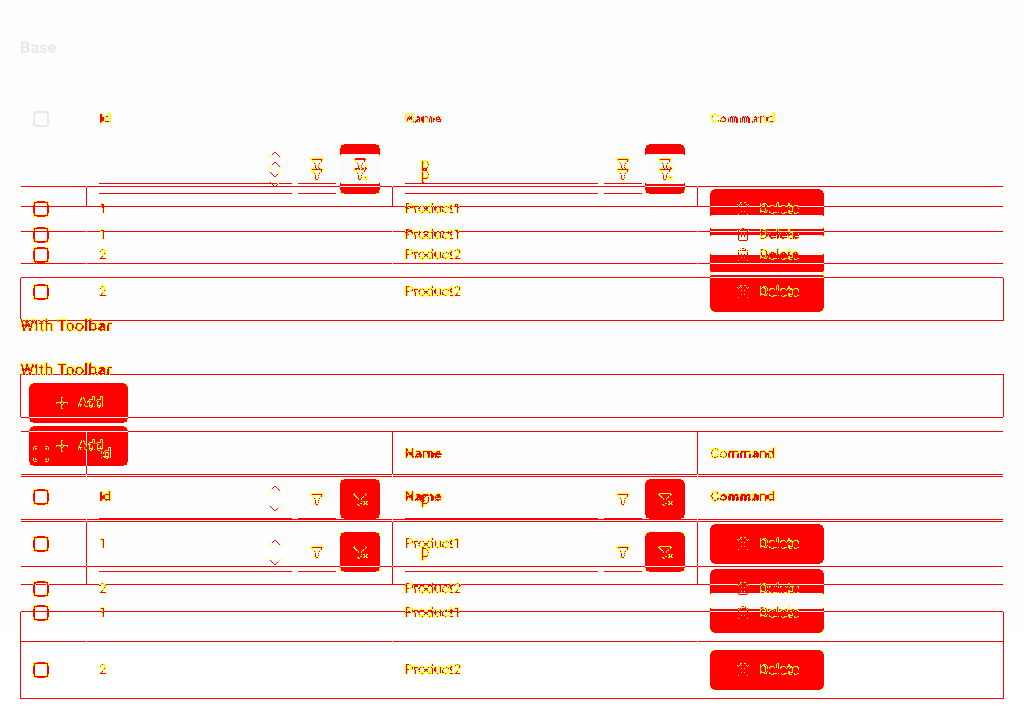 Base
Id Name Command
p
p
1 Product1 Delete
1 Product1 Delete
2 Product2 Delete
2 Product2 Delete
With Toolbar
With Toolbar
Add
Add
Id Name Command
Id Name Command
p
1 Product1 Delete
p
2 Product2 Delete
1 Product1 Delete
2 Product2 Delete